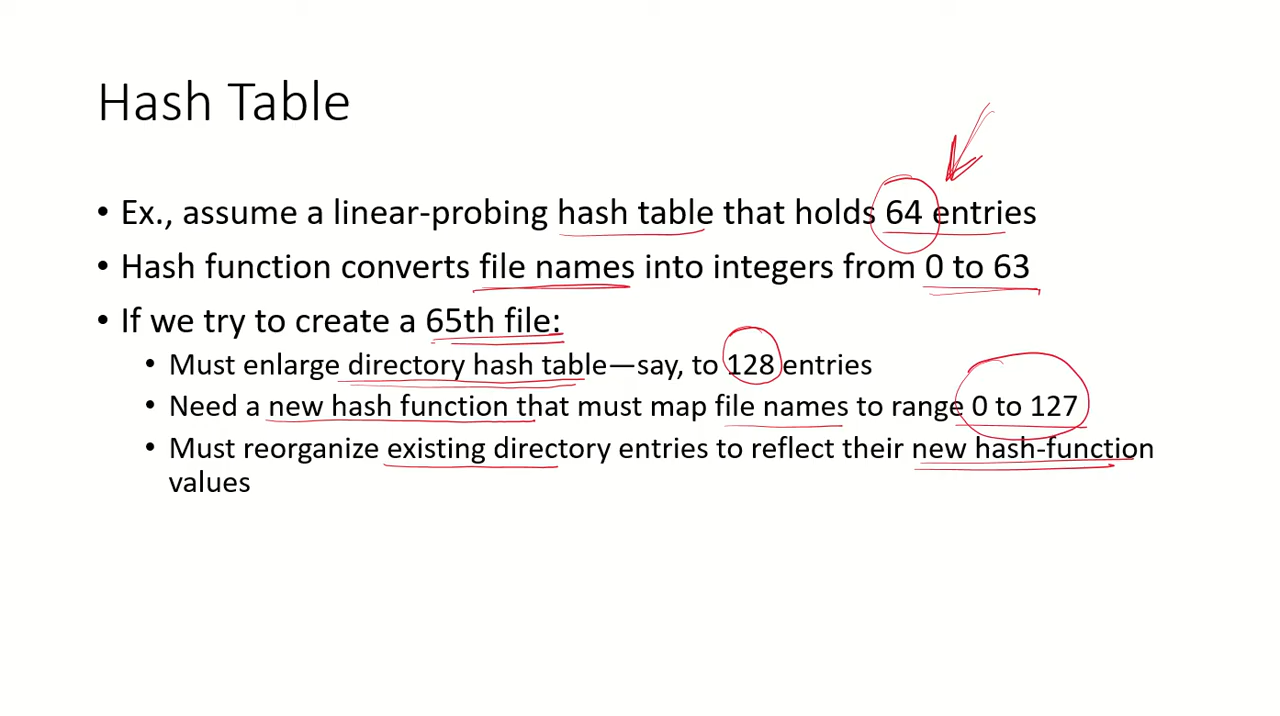 Hash Table
• Ex., assume a linear-probing hash table that holds 64 entries
• Hash function converts file names into integers from 0 to 63
• If we try to create a 65th file:
• Must enlarge directory hash table—say, to 128 entries
• Need a new hash function that must map file names to range 0 to 127
• Must reorganize existing directory entries to reflect their new hash-function
values